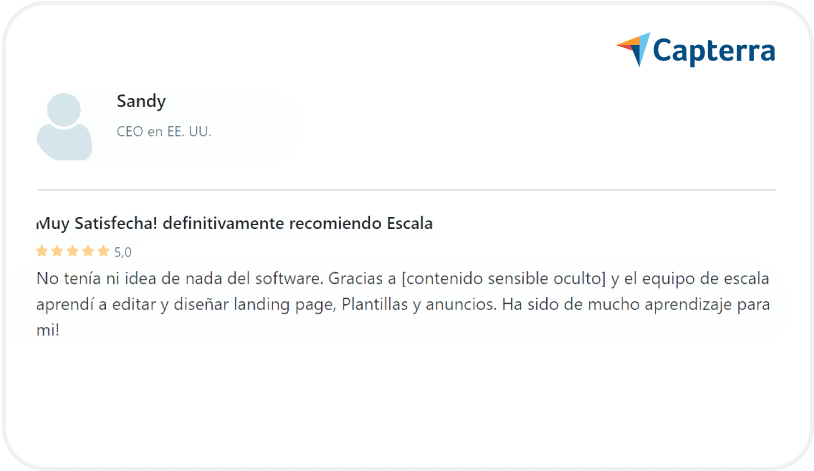 Capterra
Sandy
CEO en EE. UU.
Muy Satisfecha! definitivamente recomiendo Escala
5,0
No tenía ni idea de nada del software. Gracias a [contenido sensible oculto] y el equipo de escala
aprendí a editar y diseñar landing page, Plantillas y anuncios. Ha sido de mucho aprendizaje para
mi!